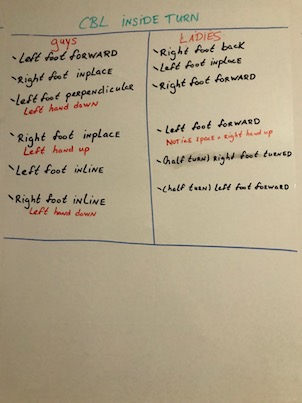 CBL INSIDE TURN
guys
Left foot FORWARD
Right foot inplace
Left foot perpendicular
Left hand down
Right foot inplace
Left hand up
Left foot inline
Right foot inline
Left hand down
LADIES
Right foot back
Left foot inplace
Right foot forward
Left foot forward
Notice space + right hand up
(half turn) right foot turned
(half turn) left foot forward